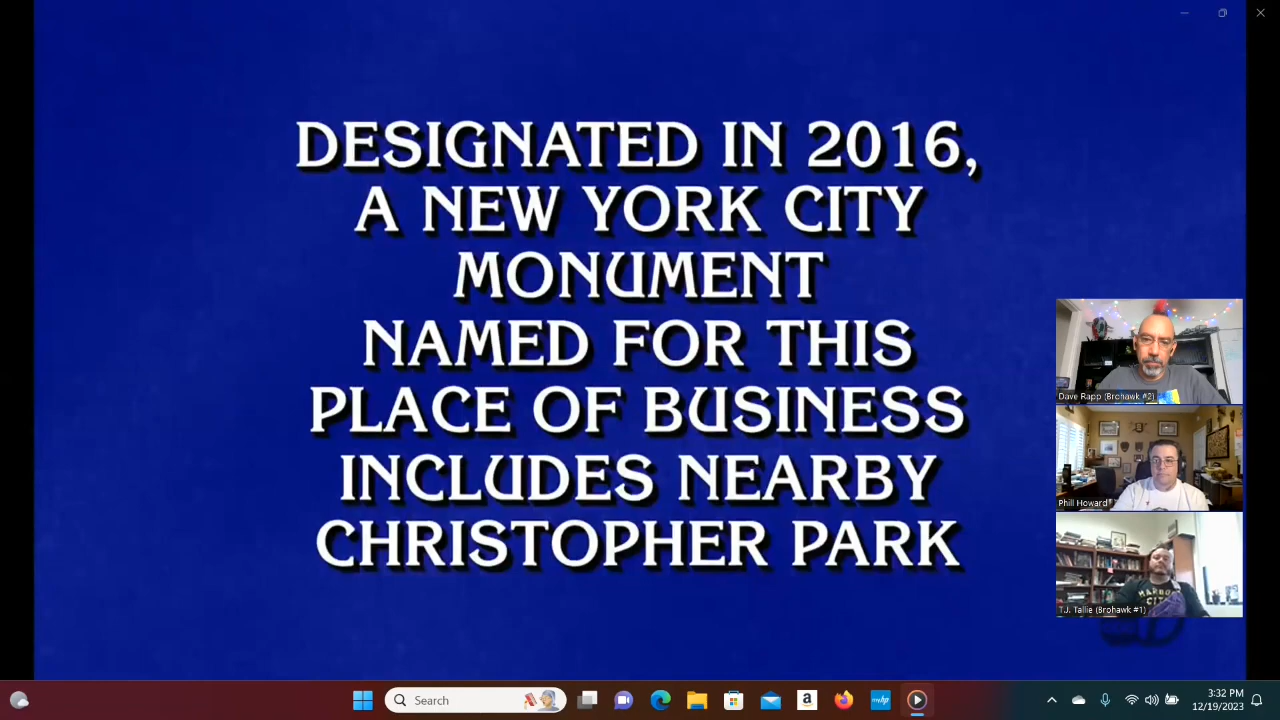 DESIGNATED IN 2016,
A NEW YORK CITY
MONUMENT
NAMED FOR THIS
PLACE OF BUSINESS
INCLUDES NEARBY
CHRISTOPHER PARK
Dave Rapp (Brohawk #2)
Phill Howard
T.J. Tallie (Brohawk #1)
Search
3:32 PM
12/19/2023